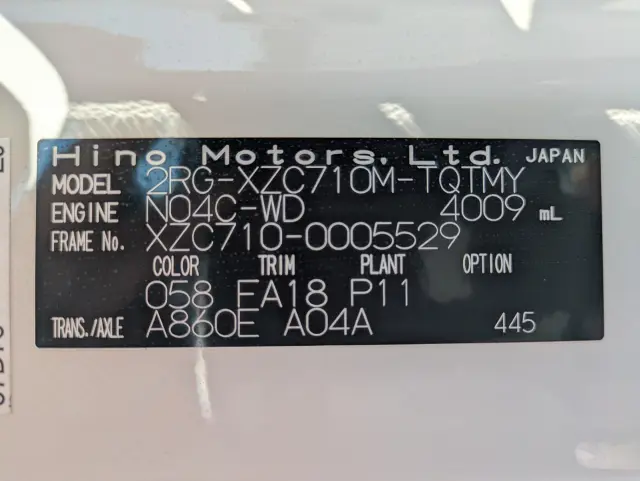 Hino Motors, Ltd. JAPAN
MODEL 2RG-XZC710M-TQTMY
ENGINE N04C-WD 4009 mL
FRAME No. XZC710-0005529
COLOR TRIM PLANT OPTION
058 FA18 P11
TRANS./AXLE A860E A04A 445